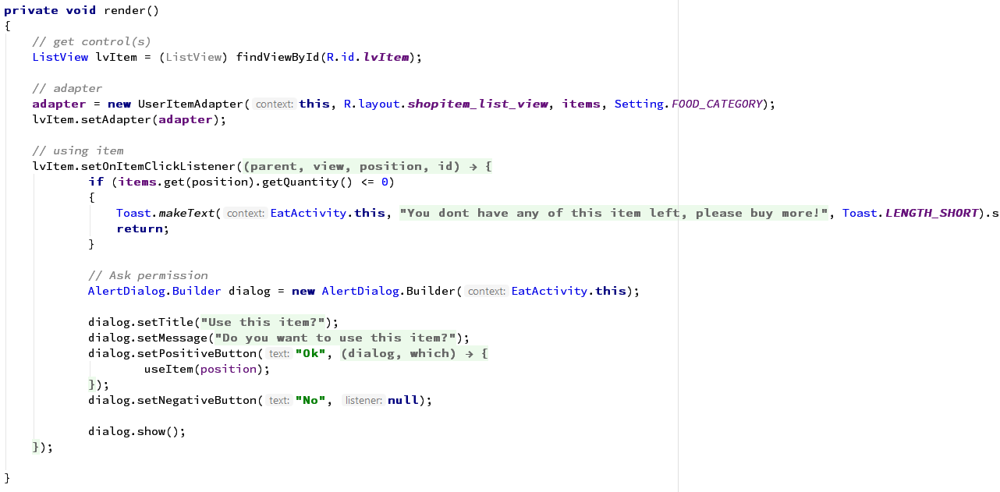 private void render()
{
// get control(s)
ListView lvItem = (ListView) findViewById(R.id.lvItem);
// adapter
adapter = new UserItemAdapter( context: this, R.layout.shopitem_list_view, items, Setting.FOOD_CATEGORY);
lvItem.setAdapter(adapter);
// using item
lvItem.setOnItemClickListener((parent, view, position, id) → {
if (items.get(position).getQuantity() <= 0)
{
Toast.makeText( context: EatActivity.this, "You dont have any of this item left, please buy more!", Toast.LENGTH_SHORT).s
return;
}
// Ask permission
AlertDialog.Builder dialog = new AlertDialog.Builder( context: EatActivity.this);
dialog.setTitle("Use this item?");
dialog.setMessage("Do you want to use this item?");
dialog.setPositiveButton( text: "Ok", (dialog, which) → {
useItem(position);
});
dialog.setNegativeButton( text: "No", listener: null);
dialog.show();
});
}